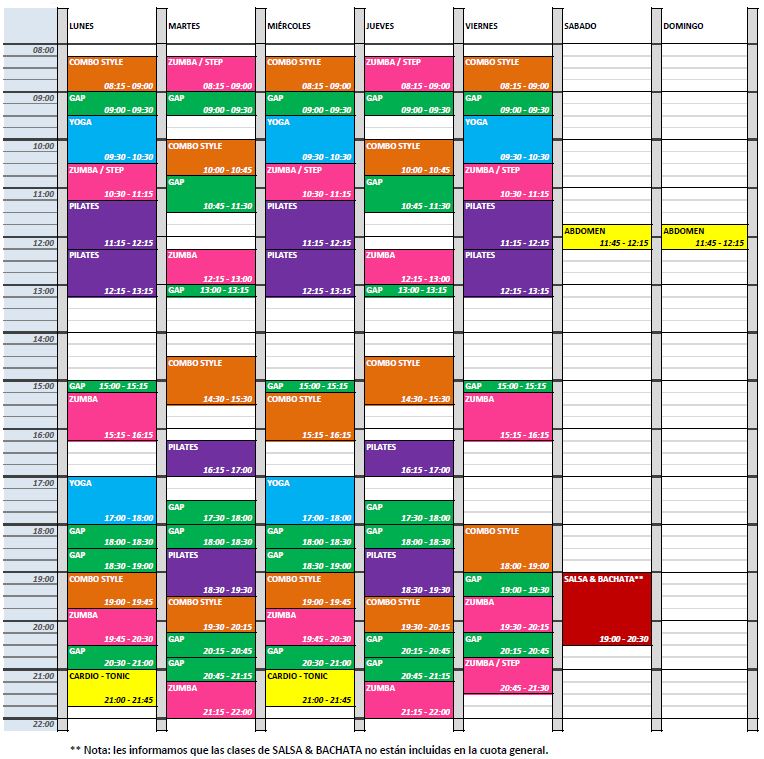 LUNES MARTES MIÉRCOLES JUEVES VIERNES SABADO DOMINGO
08:00
09:00
10:00
11:00
12:00
13:00
14:00
15:00
16:00
17:00
18:00
19:00
20:00
21:00
22:00
COMBO STYLE
08:15 - 09:00
GAP
09:00 - 09:30
YOGA
09:30 - 10:30
ZUMBA / STEP
10:30 - 11:15
PILATES
11:15 - 12:15
PILATES
12:15 - 13:15
GAP 15:00 - 15:15
ZUMBA
15:15 - 16:15
YOGA
17:00 - 18:00
GAP
18:00 - 18:30
GAP
18:30 - 19:00
COMBO STYLE
19:00 - 19:45
ZUMBA
19:45 - 20:30
GAP
20:30 - 21:00
CARDIO - TONIC
21:00 - 21:45
ZUMBA / STEP
08:15 - 09:00
GAP
09:00 - 09:30
COMBO STYLE
10:00 - 10:45
GAP
10:45 - 11:30
ZUMBA
12:15 - 13:00
GAP 13:00 - 13:15
COMBO STYLE
14:30 - 15:30
PILATES
16:15 - 17:00
GAP
17:30 - 18:00
GAP
18:00 - 18:30
PILATES
18:30 - 19:30
COMBO STYLE
19:30 - 20:15
GAP
20:15 - 20:45
GAP
20:45 - 21:15
ZUMBA
21:15 - 22:00
COMBO STYLE
08:15 - 09:00
GAP
09:00 - 09:30
YOGA
09:30 - 10:30
ZUMBA / STEP
10:30 - 11:15
PILATES
11:15 - 12:15
PILATES
12:15 - 13:15
GAP 15:00 - 15:15
COMBO STYLE
15:15 - 16:15
YOGA
17:00 - 18:00
GAP
18:00 - 18:30
GAP
18:30 - 19:00
COMBO STYLE
19:00 - 19:45
ZUMBA
19:45 - 20:30
GAP
20:30 - 21:00
CARDIO - TONIC
21:00 - 21:45
ZUMBA / STEP
08:15 - 09:00
GAP
09:00 - 09:30
COMBO STYLE
10:00 - 10:45
GAP
10:45 - 11:30
ZUMBA
12:15 - 13:00
GAP 13:00 - 13:15
COMBO STYLE
14:30 - 15:30
PILATES
16:15 - 17:00
GAP
17:30 - 18:00
GAP
18:00 - 18:30
PILATES
18:30 - 19:30
COMBO STYLE
19:30 - 20:15
GAP
20:15 - 20:45
GAP
20:45 - 21:15
ZUMBA
21:15 - 22:00
COMBO STYLE
08:15 - 09:00
GAP
09:00 - 09:30
YOGA
09:30 - 10:30
ZUMBA / STEP
10:30 - 11:15
PILATES
11:15 - 12:15
PILATES
12:15 - 13:15
GAP 15:00 - 15:15
ZUMBA
15:15 - 16:15
COMBO STYLE
18:00 - 19:00
GAP
19:00 - 19:30
ZUMBA
19:30 - 20:15
GAP
20:15 - 20:45
ZUMBA / STEP
20:45 - 21:30
ABDOMEN
11:45 - 12:15
SALSA & BACHATA**
19:00 - 20:30
ABDOMEN
11:45 - 12:15
** Nota: les informamos que las clases de SALSA & BACHATA no están incluidas en la cuota general.